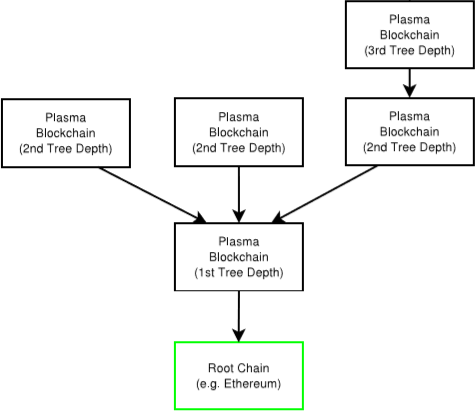 Plasma
Blockchain
(3rd Tree Depth)
Plasma
Blockchain
(2nd Tree Depth)
Plasma
Blockchain
(2nd Tree Depth)
Plasma
Blockchain
(2nd Tree Depth)
Plasma
Blockchain
(1st Tree Depth)
Root Chain
(e.g. Ethereum)